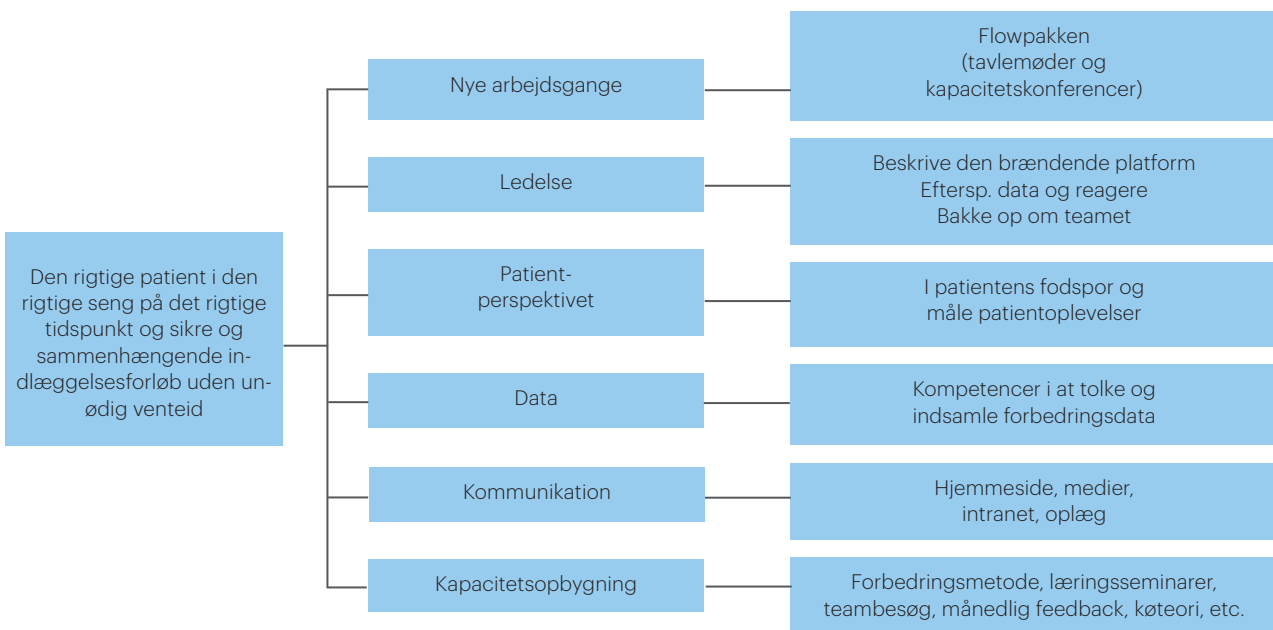 Den rigtige patient i den
rigtige seng på det rigtige
tidspunkt og sikre og
sammenhængende in-
dlæggelsesforløb uden un-
ødig venteid
Nye arbejdsgange
Flowpakken
(tavlemøder og
kapacitetskonferencer)
Ledelse
Beskrive den brændende platform
Eftersp. data og reagere
Bakke op om teamet
Patient-
perspektivet
I patientens fodspor og
måle patientoplevelser
Data
Kompetencer i at tolke og
indsamle forbedringsdata
Kommunikation
Hjemmeside, medier,
intranet, oplæg
Kapacitetsopbygning
Forbedringsmetode, læringsseminarer,
teambesøg, månedlig feedback, køteori, etc.